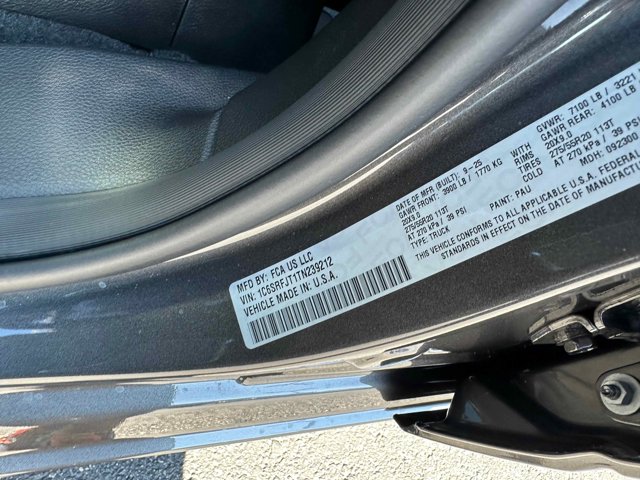 MFD BY: FCA US LLC
VIN: 1C6SRFJT1TN239212
VEHICLE MADE IN U.S.A.
DATE OF MFR (BUILT): 9-25
GAWR FRONT: 3900 LB / 1770 KG
20X9.0
275/55R20 113T
AT 270 kPa / 39 PSI
TYPE: TRUCK
GVWR: 7100 LB / 3221
GAWR REAR: 4100 LB
WITH
RIMS 20X9.0
TIRES 275/55R20 113T
COLD AT 270 kPa / 39 PSI
PAINT: PAU
MDH: 092300
THIS VEHICLE CONFORMS TO ALL APPLICABLE U.S.A. FEDERAL
STANDARDS IN EFFECT ON THE DATE OF MANUFACTU